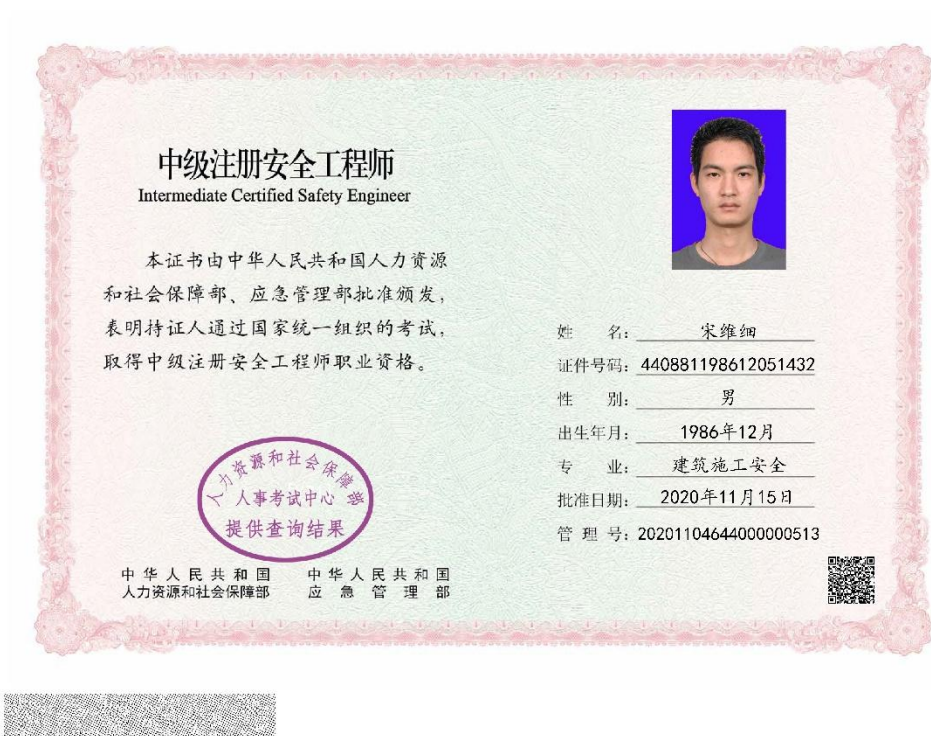 中级注册安全工程师
Intermediate Certified Safety Engineer
本证书由中华人民共和国人力资源
和社会保障部、应急管理部批准颁发，
表明持证人通过国家统一组织的考试，
取得中级注册安全工程师职业资格。
人力资源和社会保障部
人事考试中心
提供查询结果
中华人民共和国
人力资源和社会保障部
中华人民共和国
应急管理部
姓 名：宋维细
证件号码：440881198612051432
性 别：男
出生年月：1986年12月
专 业：建筑施工安全
批准日期：2020年11月15日
管 理 号：20201104644000000513